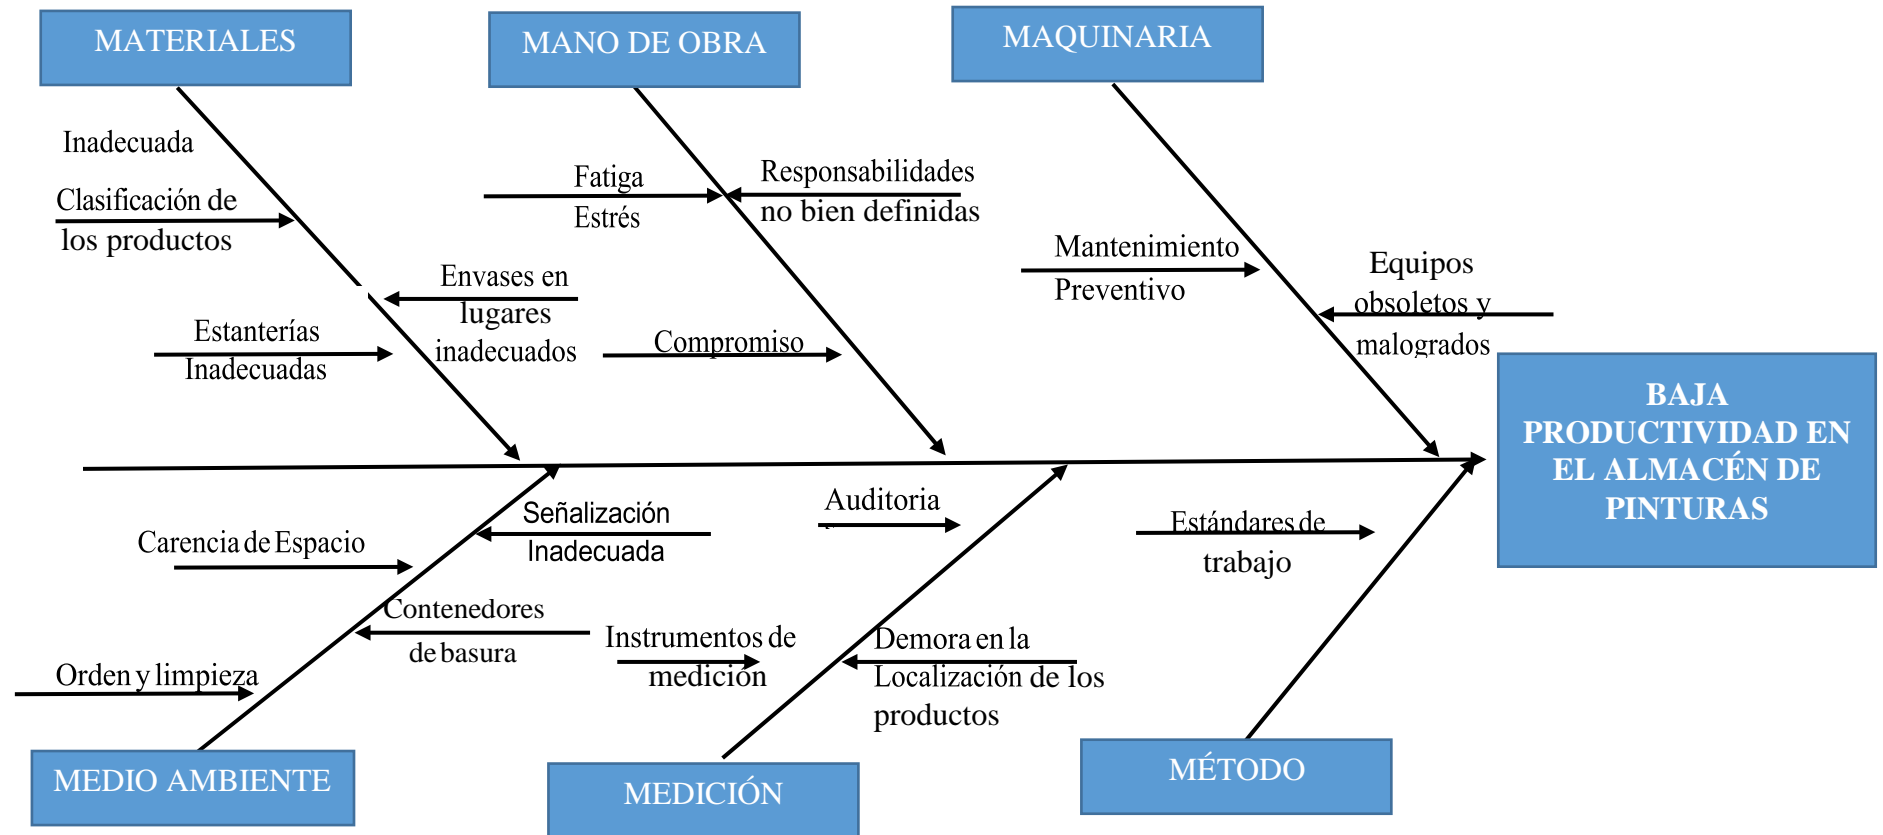 MATERIALES
MANO DE OBRA
MAQUINARIA
Inadecuada
Clasificación de
los productos
Envases en
lugares
inadecuados
Estanterías
Inadecuadas
Fatiga
Estrés
Responsabilidades
no bien definidas
Compromiso
Mantenimiento
Preventivo
Equipos
obsoletos y
malogrados
BAJA
PRODUCTIVIDAD EN
EL ALMACÉN DE
PINTURAS
Señalización
Inadecuada
Carencia de Espacio
Contenedores
de basura
Orden y limpieza
Auditoria
Instrumentos de
medición
Demora en la
Localización de los
productos
Estándares de
trabajo
MEDIO AMBIENTE
MEDICIÓN
MÉTODO